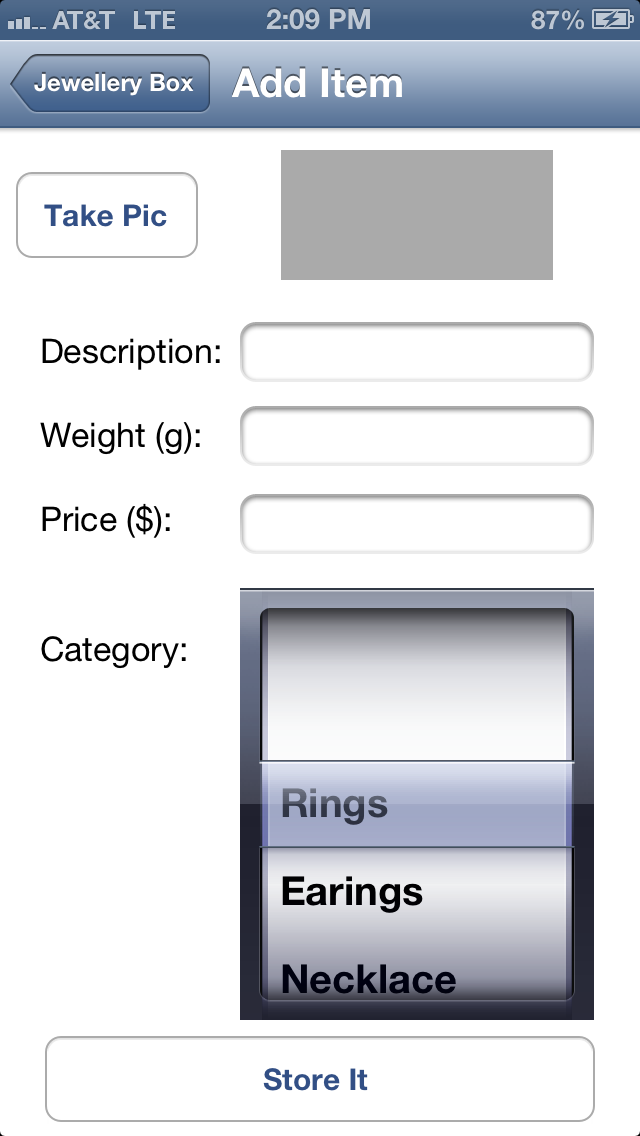 AT&T LTE 2:09 PM 87%
Jewellery Box Add Item
Take Pic
Description:
Weight (g):
Price ($):
Category:
Rings
Earings
Necklace
Store It